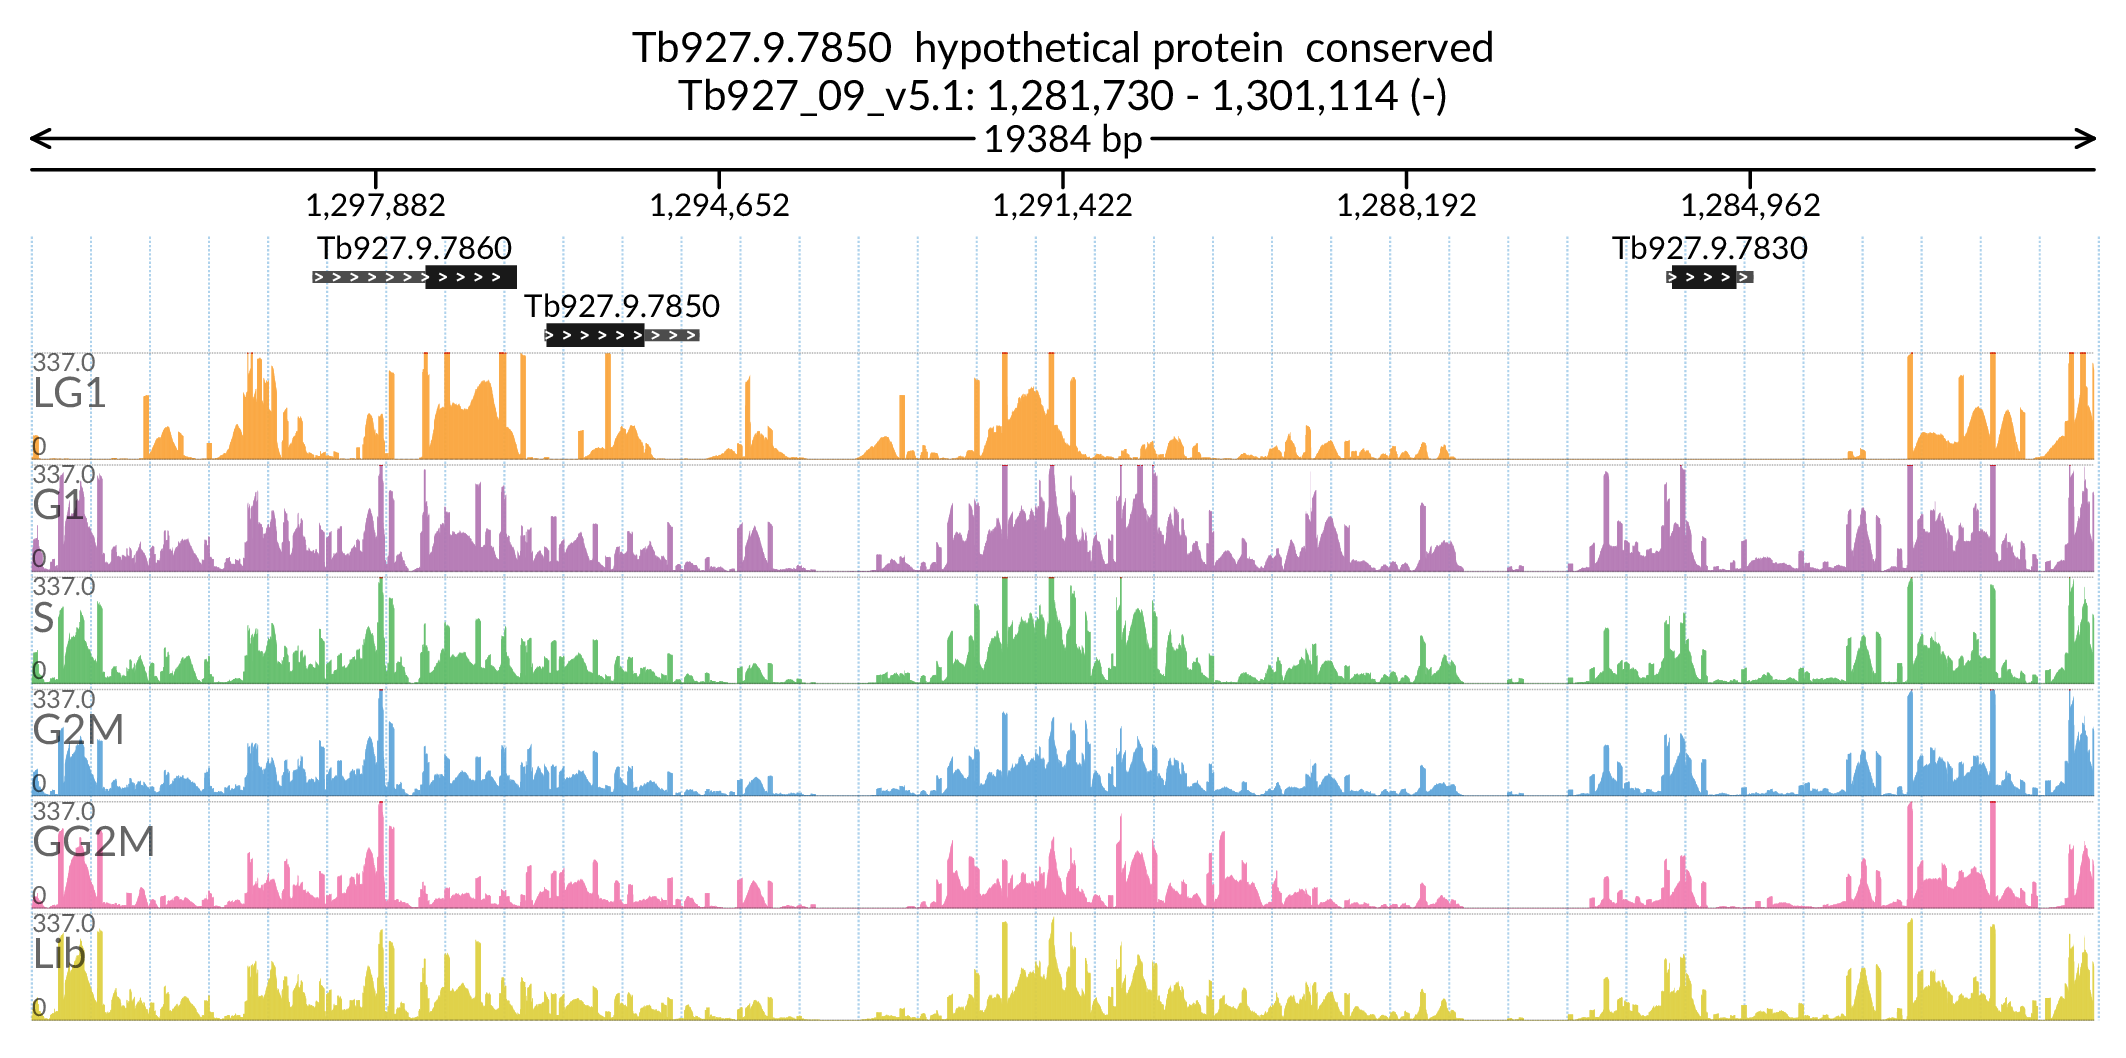 Tb927.9.7850  hypothetical protein  conserved
Tb927_09_v5.1: 1,281,730 - 1,301,114 (-)
19384 bp
1,297,882 1,294,652 1,291,422 1,288,192 1,284,962
Tb927.9.7860 Tb927.9.7830
Tb927.9.7850
337.0
LG1
0
337.0
G1
0
337.0
S
0
337.0
G2M
0
337.0
GG2M
0
337.0
Lib
0